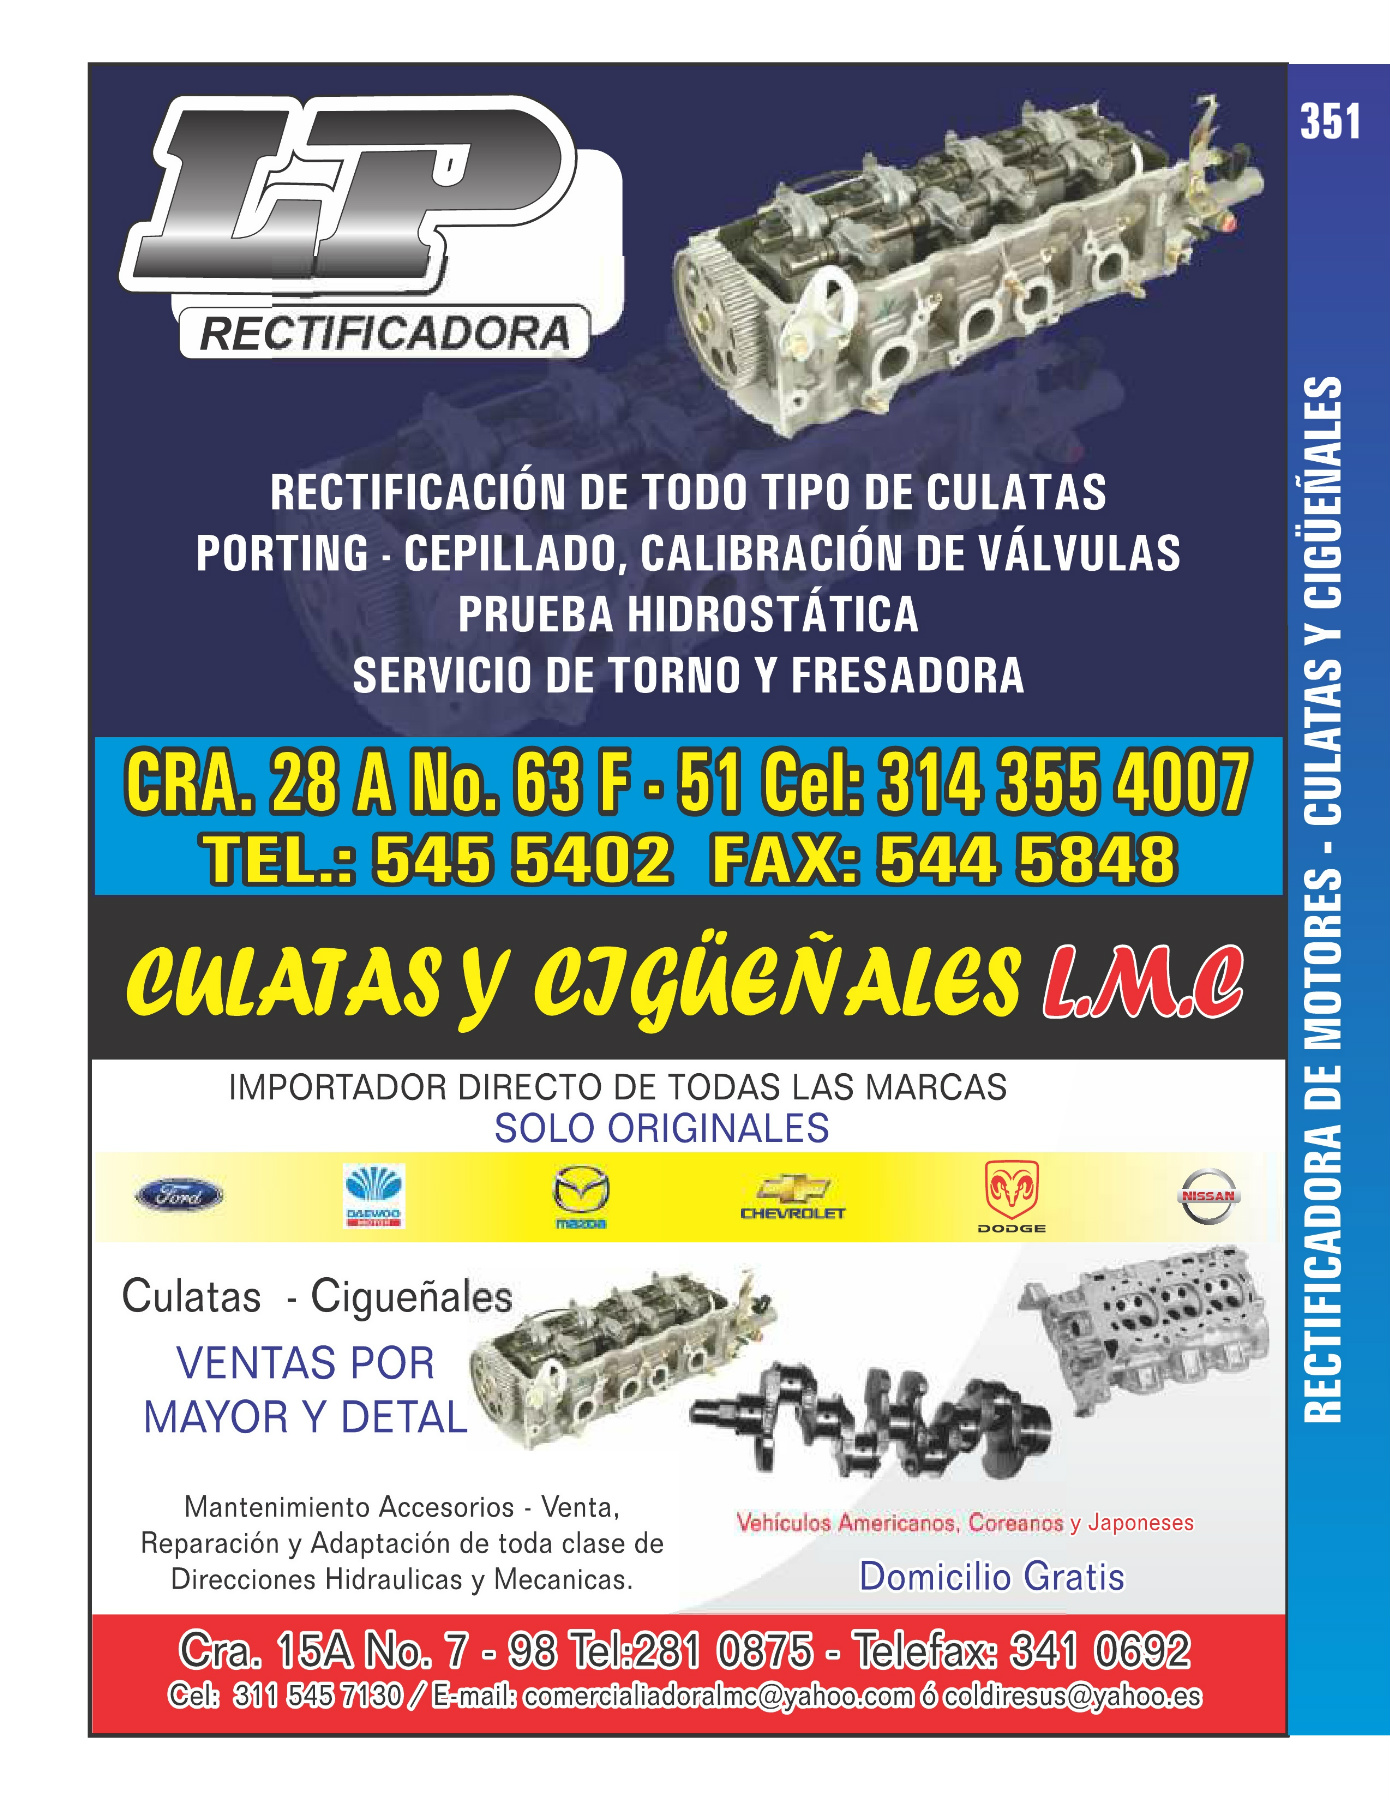 LP
RECTIFICADORA
RECTIFICACIÓN DE TODO TIPO DE CULATAS
PORTING - CEPILLADO, CALIBRACIÓN DE VÁLVULAS
PRUEBA HIDROSTÁTICA
SERVICIO DE TORNO Y FRESADORA
CRA. 28 A No. 63 F - 51 Cel: 314 355 4007
TEL.: 545 5402 FAX: 544 5848
CULATAS Y CIGÜEÑALES L.M.C
IMPORTADOR DIRECTO DE TODAS LAS MARCAS
SOLO ORIGINALES
Ford
DAEWOO
MOTOR
mazda
CHEVROLET
DODGE
NISSAN
Culatas - Cigueñales
VENTAS POR
MAYOR Y DETAL
Mantenimiento Accesorios - Venta,
Reparación y Adaptación de toda clase de
Direcciones Hidraulicas y Mecanicas.
Vehículos Americanos, Coreanos y Japoneses
Domicilio Gratis
Cra. 15A No. 7 - 98 Tel:281 0875 - Telefax: 341 0692
Cel: 311 545 7130 / E-mail: comercialiadoralmc@yahoo.com ó coldiresus@yahoo.es
351
RECTIFICADORA DE MOTORES - CULATAS Y CIGÜEÑALES